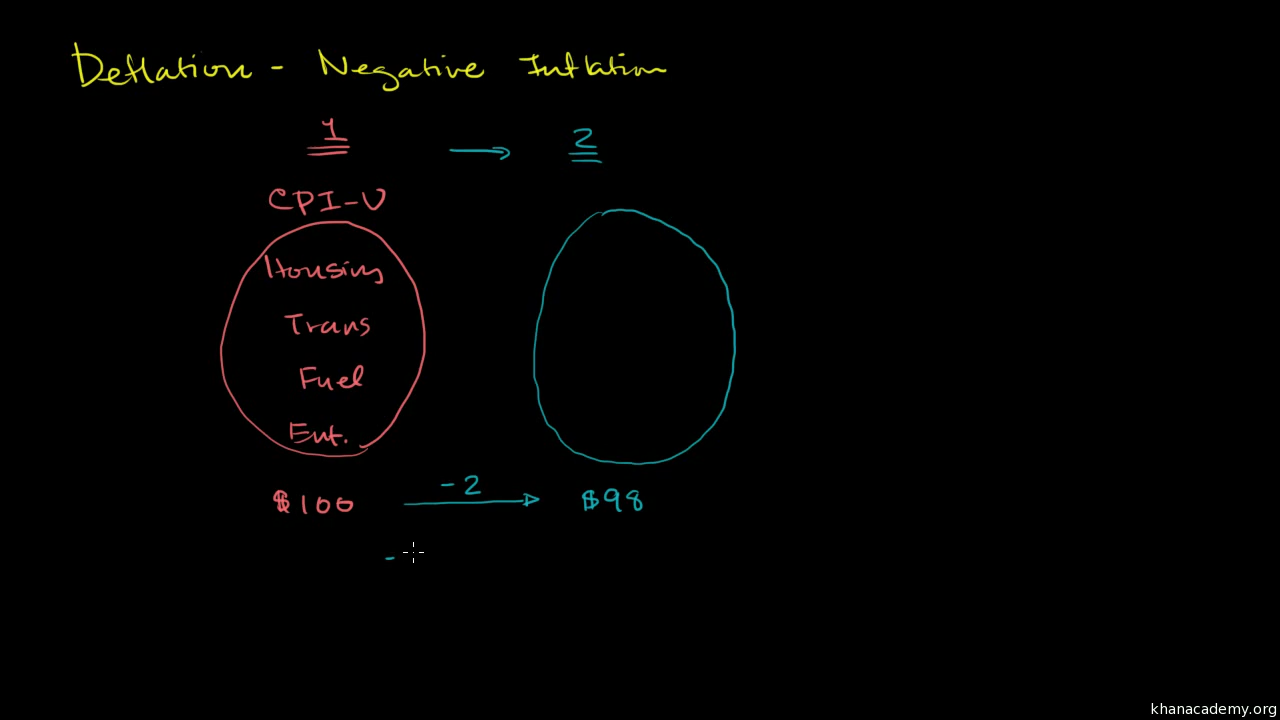 Deflation - Negative Inflation
1 → 2
CPI-U
Housing
Trans
Fuel
Ent.
-2
$100 → $98
-
khanacademy.org